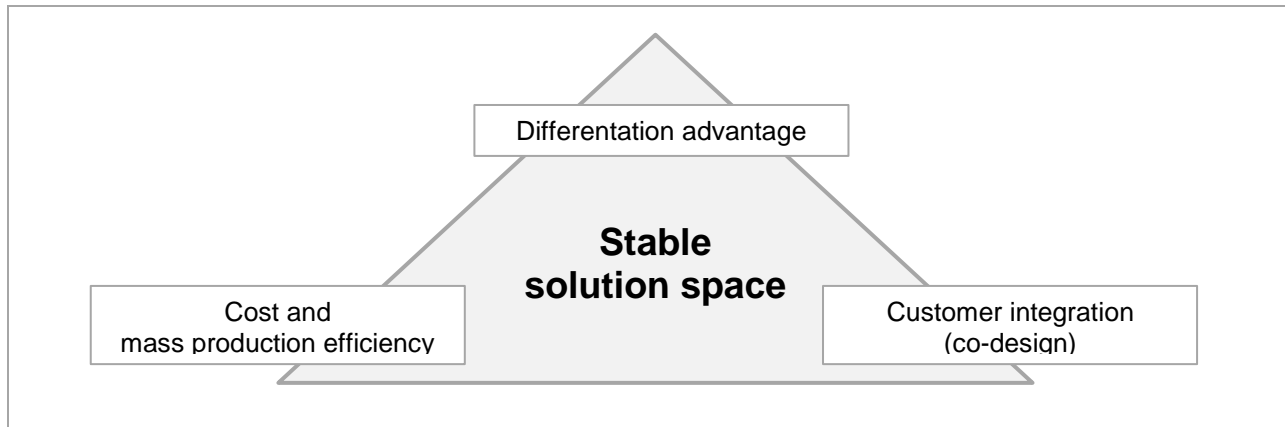 Differentation advantage
Stable
solution space
Cost and
mass production efficiency
Customer integration
(co-design)